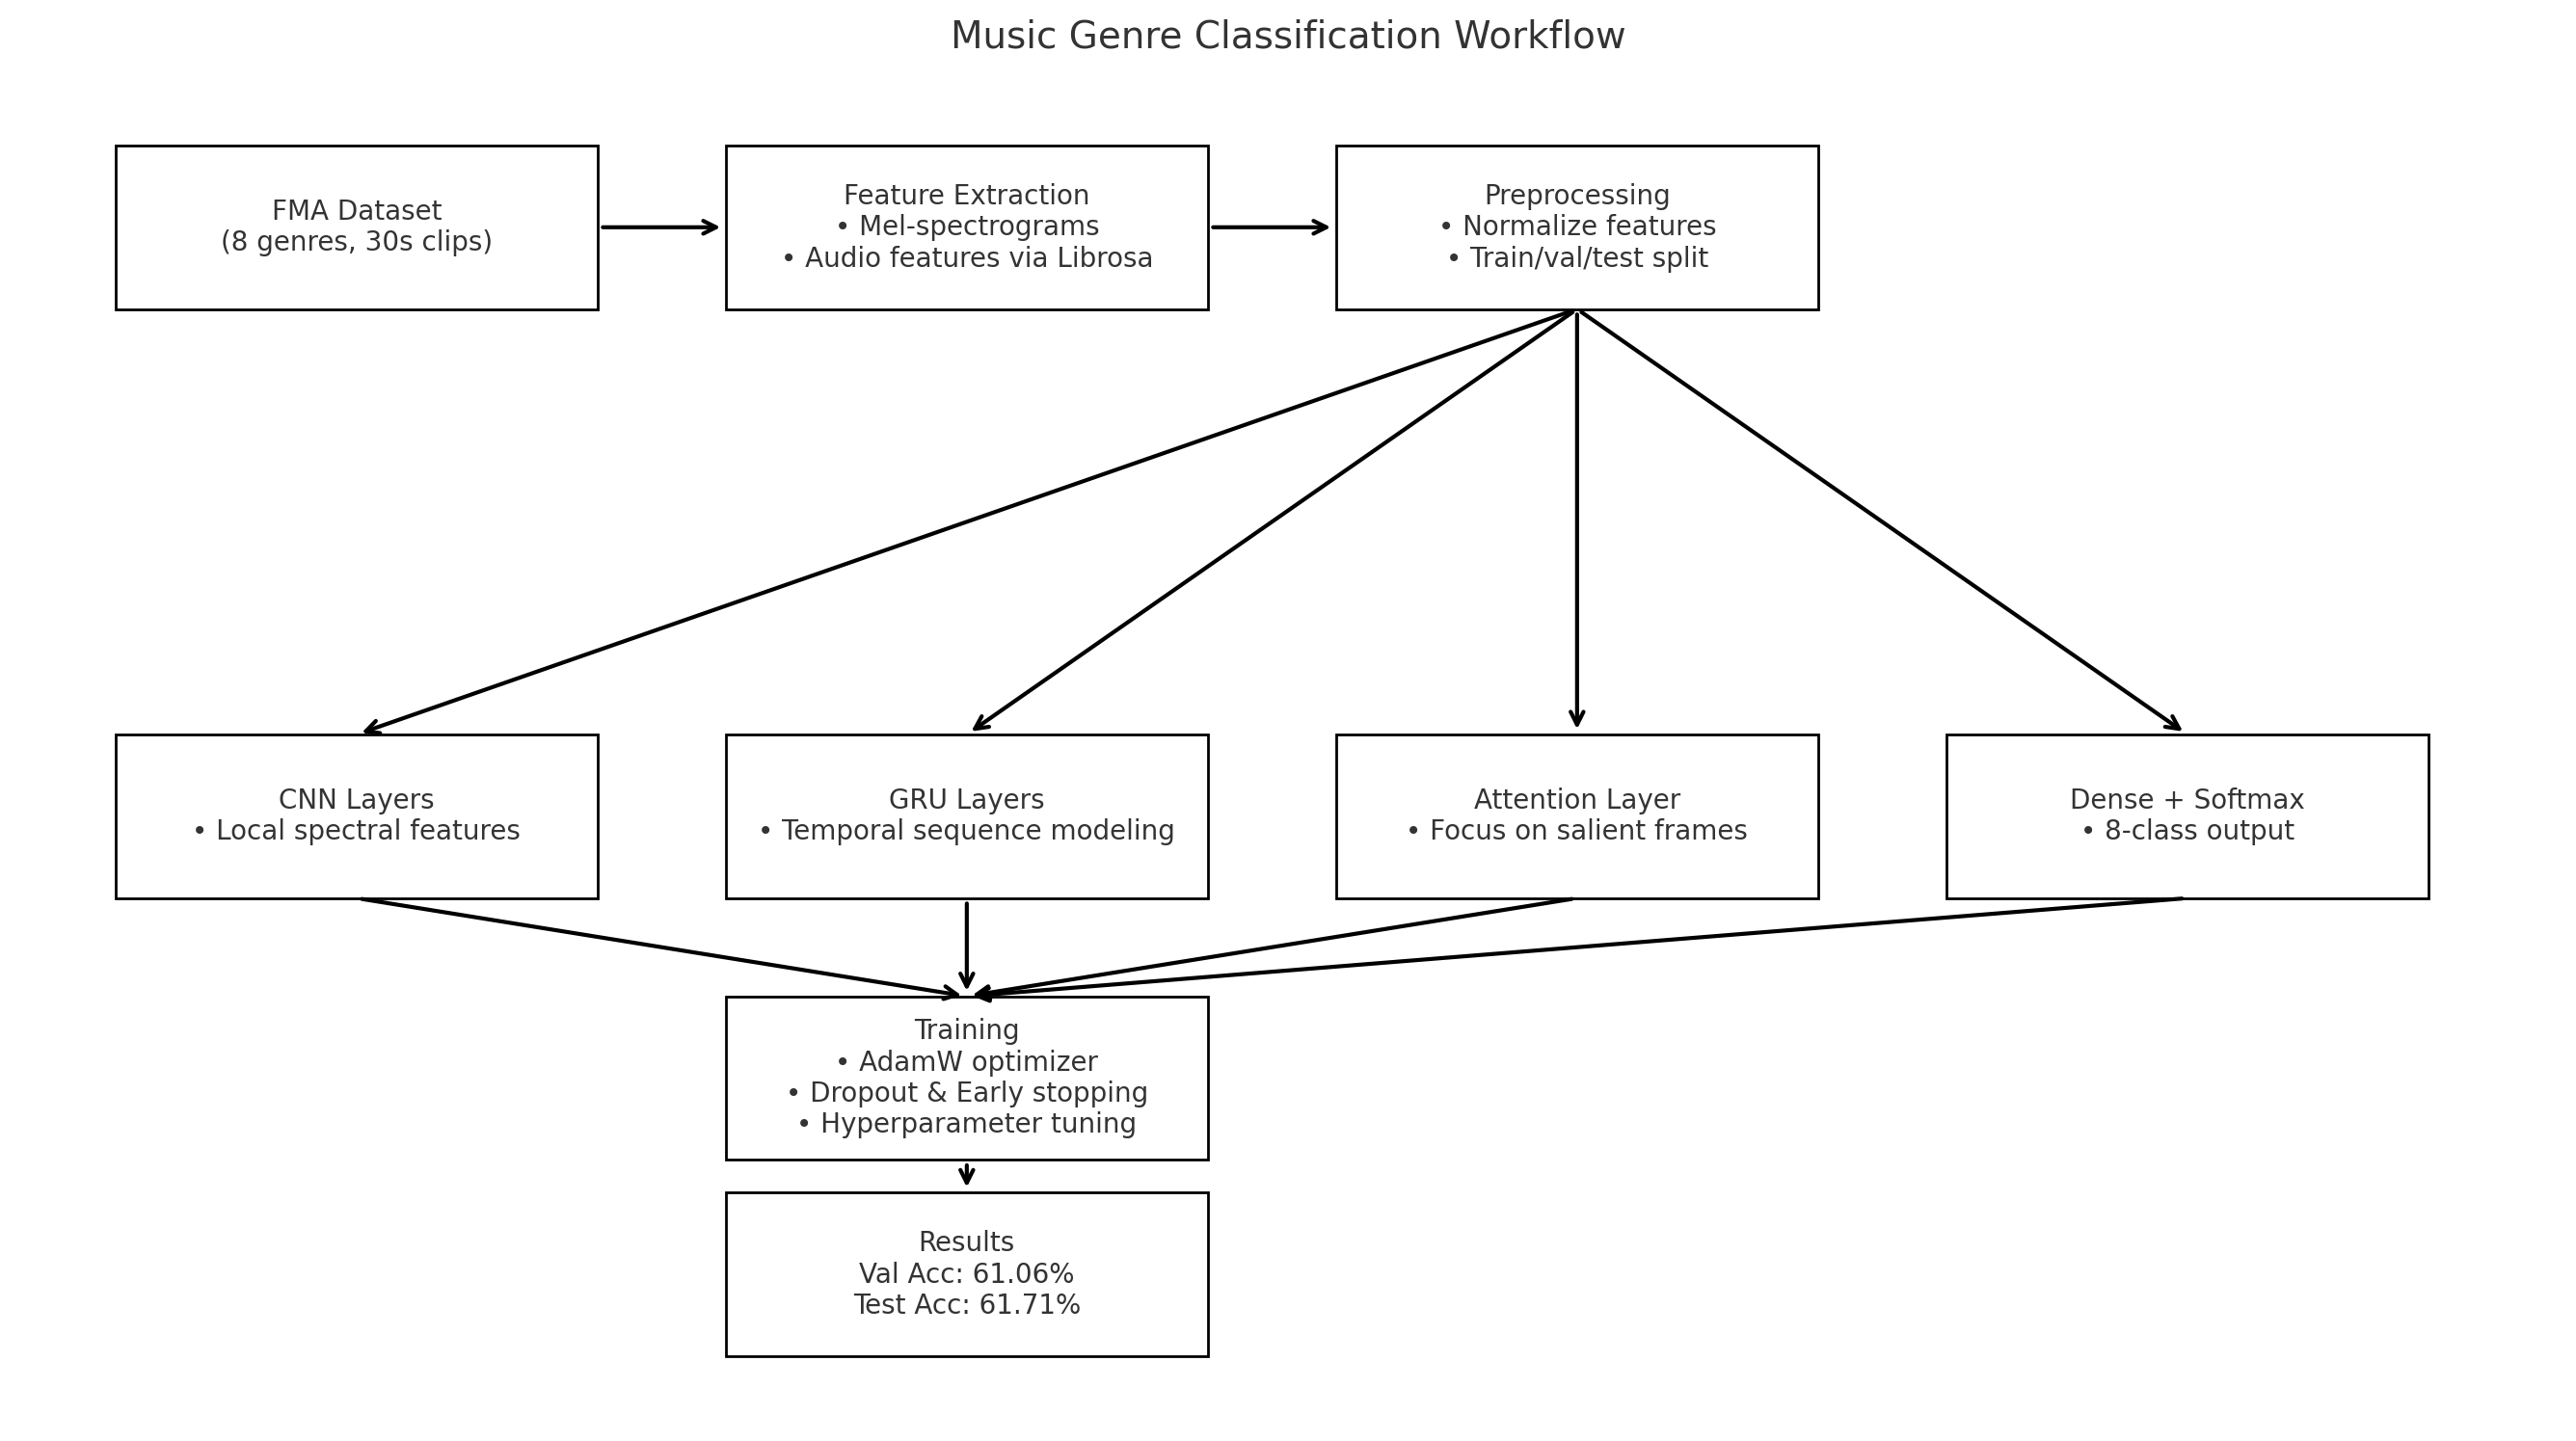 Music Genre Classification Workflow
FMA Dataset
(8 genres, 30s clips)
Feature Extraction
• Mel-spectrograms
• Audio features via Librosa
Preprocessing
• Normalize features
• Train/val/test split
CNN Layers
• Local spectral features
GRU Layers
• Temporal sequence modeling
Attention Layer
• Focus on salient frames
Dense + Softmax
• 8-class output
Training
• AdamW optimizer
• Dropout & Early stopping
• Hyperparameter tuning
Results
Val Acc: 61.06%
Test Acc: 61.71%